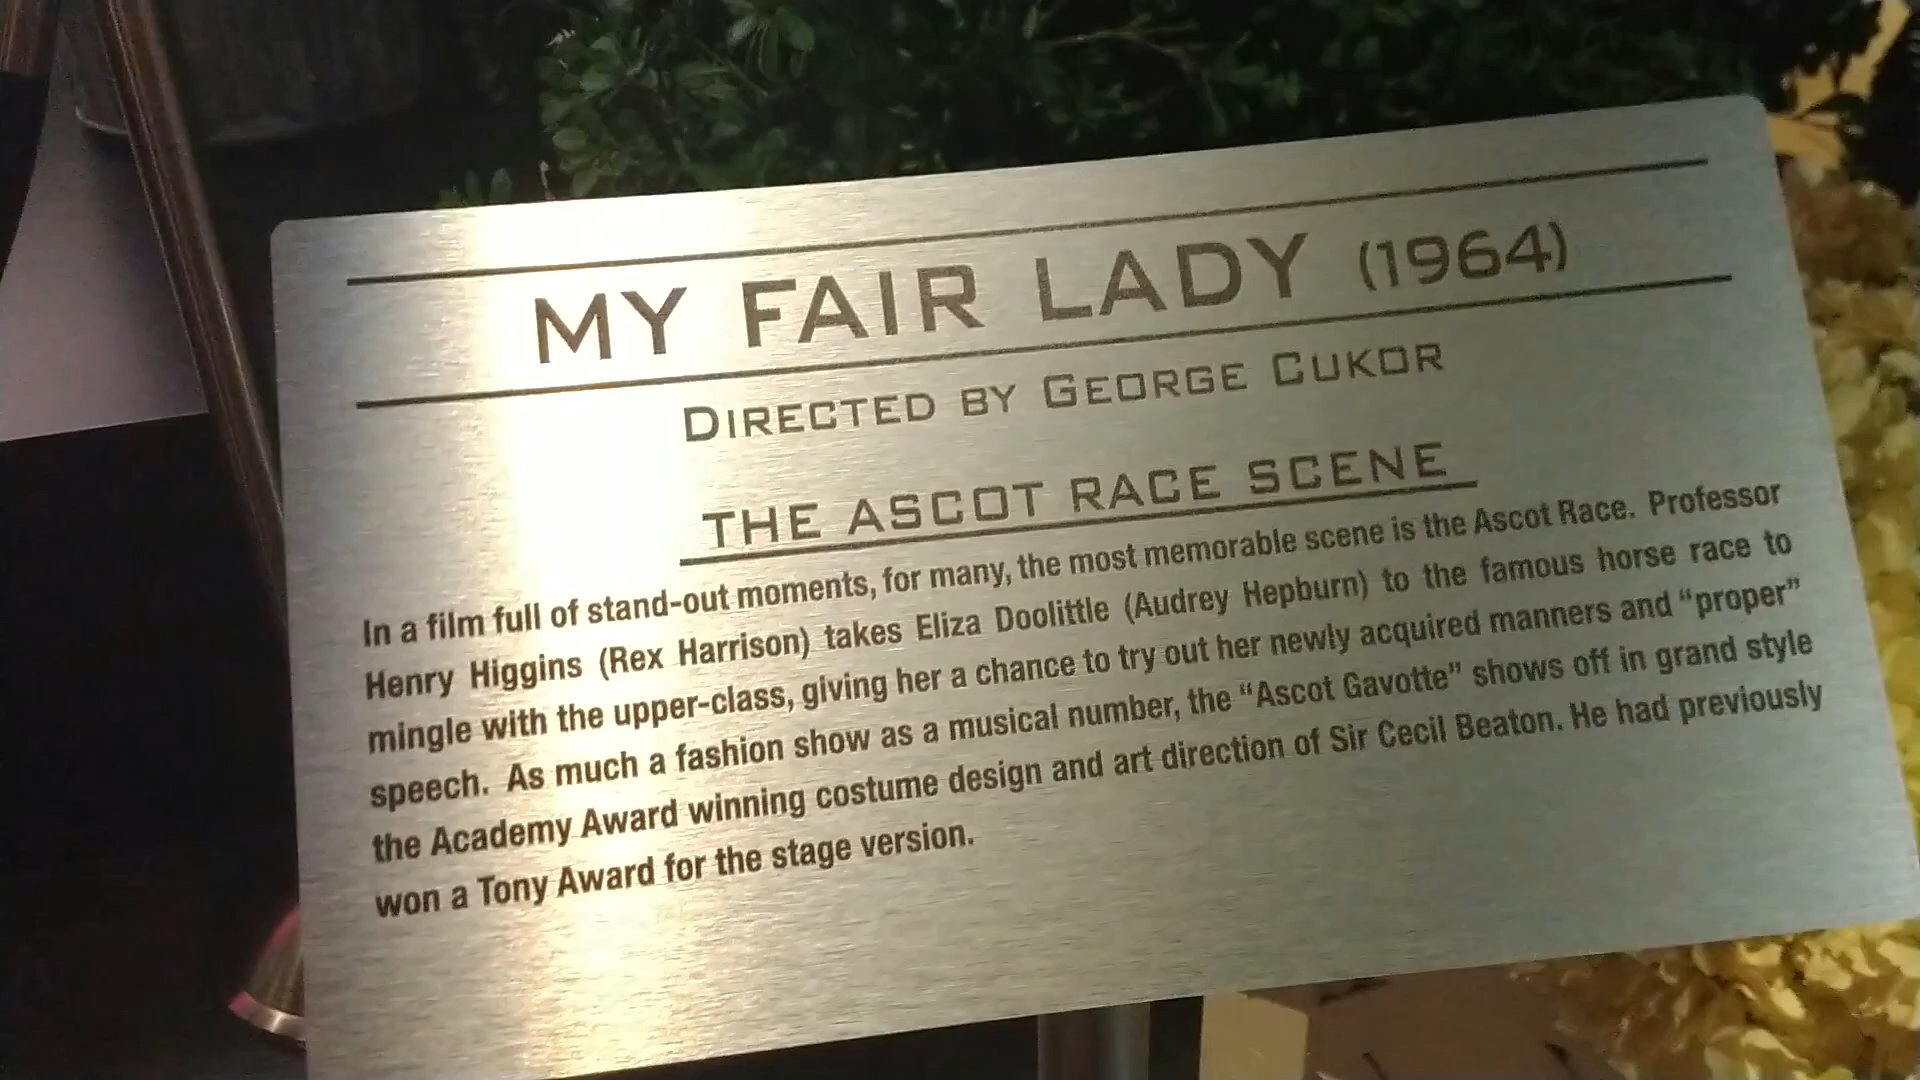 MY FAIR LADY (1964)
DIRECTED BY GEORGE CUKOR
THE ASCOT RACE SCENE
In a film full of stand-out moments, for many, the most memorable scene is the Ascot Race. Professor
Henry Higgins (Rex Harrison) takes Eliza Doolittle (Audrey Hepburn) to the famous horse race to
mingle with the upper-class, giving her a chance to try out her newly acquired manners and “proper”
speech. As much a fashion show as a musical number, the “Ascot Gavotte” shows off in grand style
the Academy Award winning costume design and art direction of Sir Cecil Beaton. He had previously
won a Tony Award for the stage version.